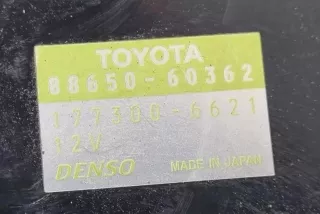 TOYOTA
88650-60362
177300-6621
12V
DENSO MADE IN JAPAN